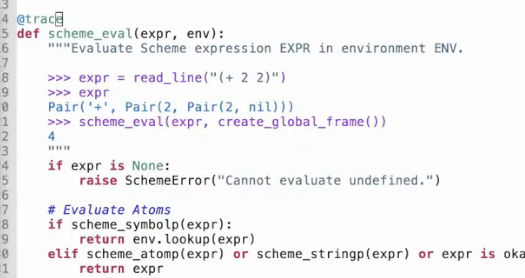 3
4 @trace
5 def scheme_eval(expr, env):
6     """Evaluate Scheme expression EXPR in environment ENV.
7
8     >>> expr = read_line("(+ 2 2)")
9     >>> expr
0     Pair('+', Pair(2, Pair(2, nil)))
1     >>> scheme_eval(expr, create_global_frame())
2     4
3     """
4     if expr is None:
5         raise SchemeError("Cannot evaluate undefined.")
6
7     # Evaluate Atoms
8     if scheme_symbolp(expr):
9         return env.lookup(expr)
0     elif scheme_atomp(expr) or scheme_stringp(expr) or expr is oka
1         return expr